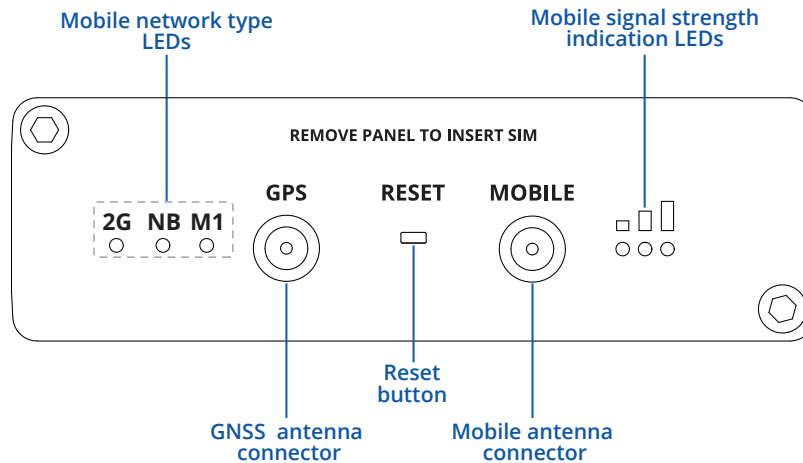 Mobile network type
LEDs
Mobile signal strength
indication LEDs
REMOVE PANEL TO INSERT SIM
GPS RESET MOBILE
2G NB M1
Reset
button
GNSS antenna
connector
Mobile antenna
connector